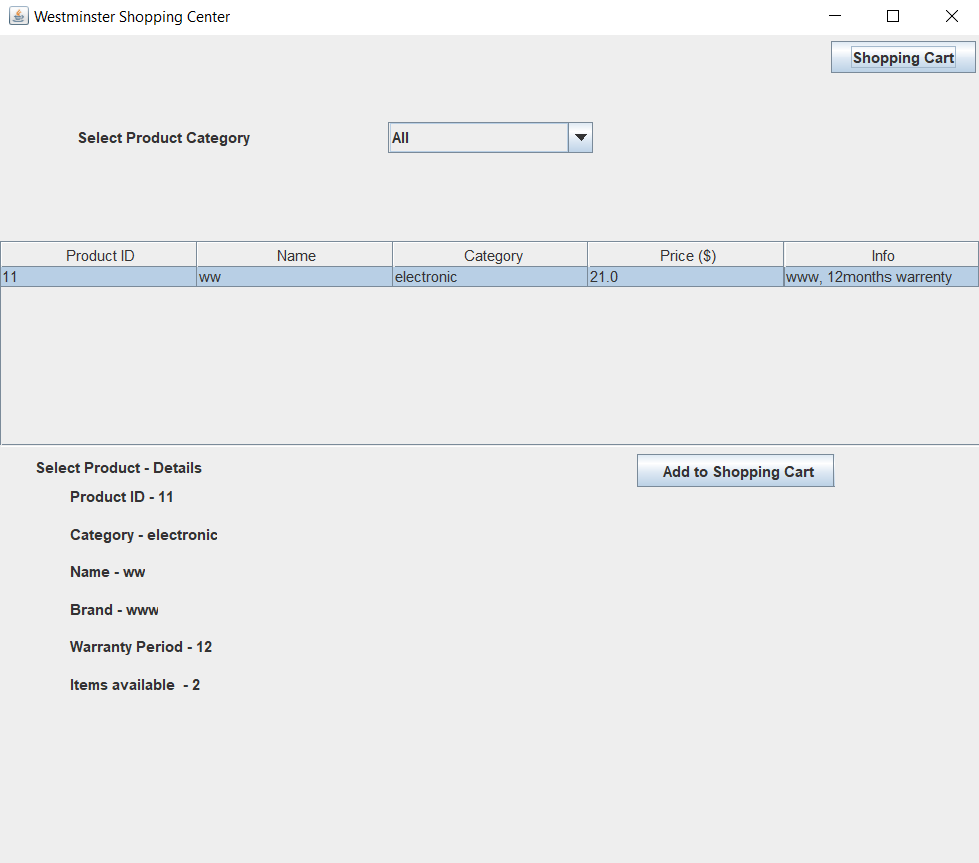 Westminster Shopping Center
Shopping Cart
Select Product Category
All
Product ID Name Category Price ($) Info
11 ww electronic 21.0 www, 12months warrenty
Select Product - Details
Add to Shopping Cart
Product ID - 11
Category - electronic
Name - ww
Brand - www
Warranty Period - 12
Items available  - 2